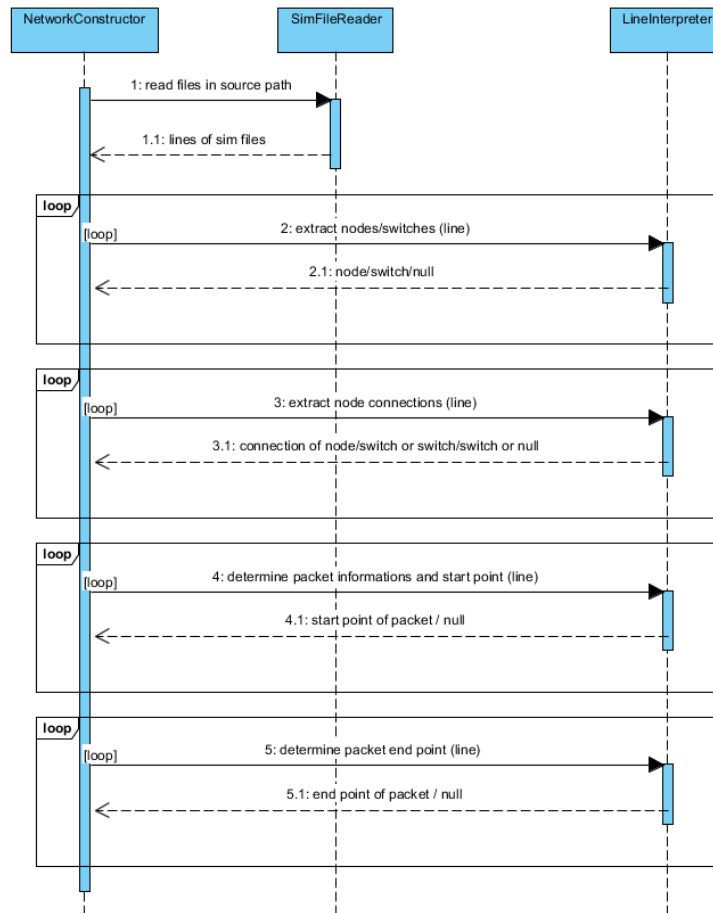 NetworkConstructor
SimFileReader
LineInterpreter
1: read files in source path
1.1: lines of sim files
loop
[loop]
2: extract nodes/switches (line)
2.1: node/switch/null
loop
[loop]
3: extract node connections (line)
3.1: connection of node/switch or switch/switch or null
loop
[loop]
4: determine packet informations and start point (line)
4.1: start point of packet / null
loop
[loop]
5: determine packet end point (line)
5.1: end point of packet / null